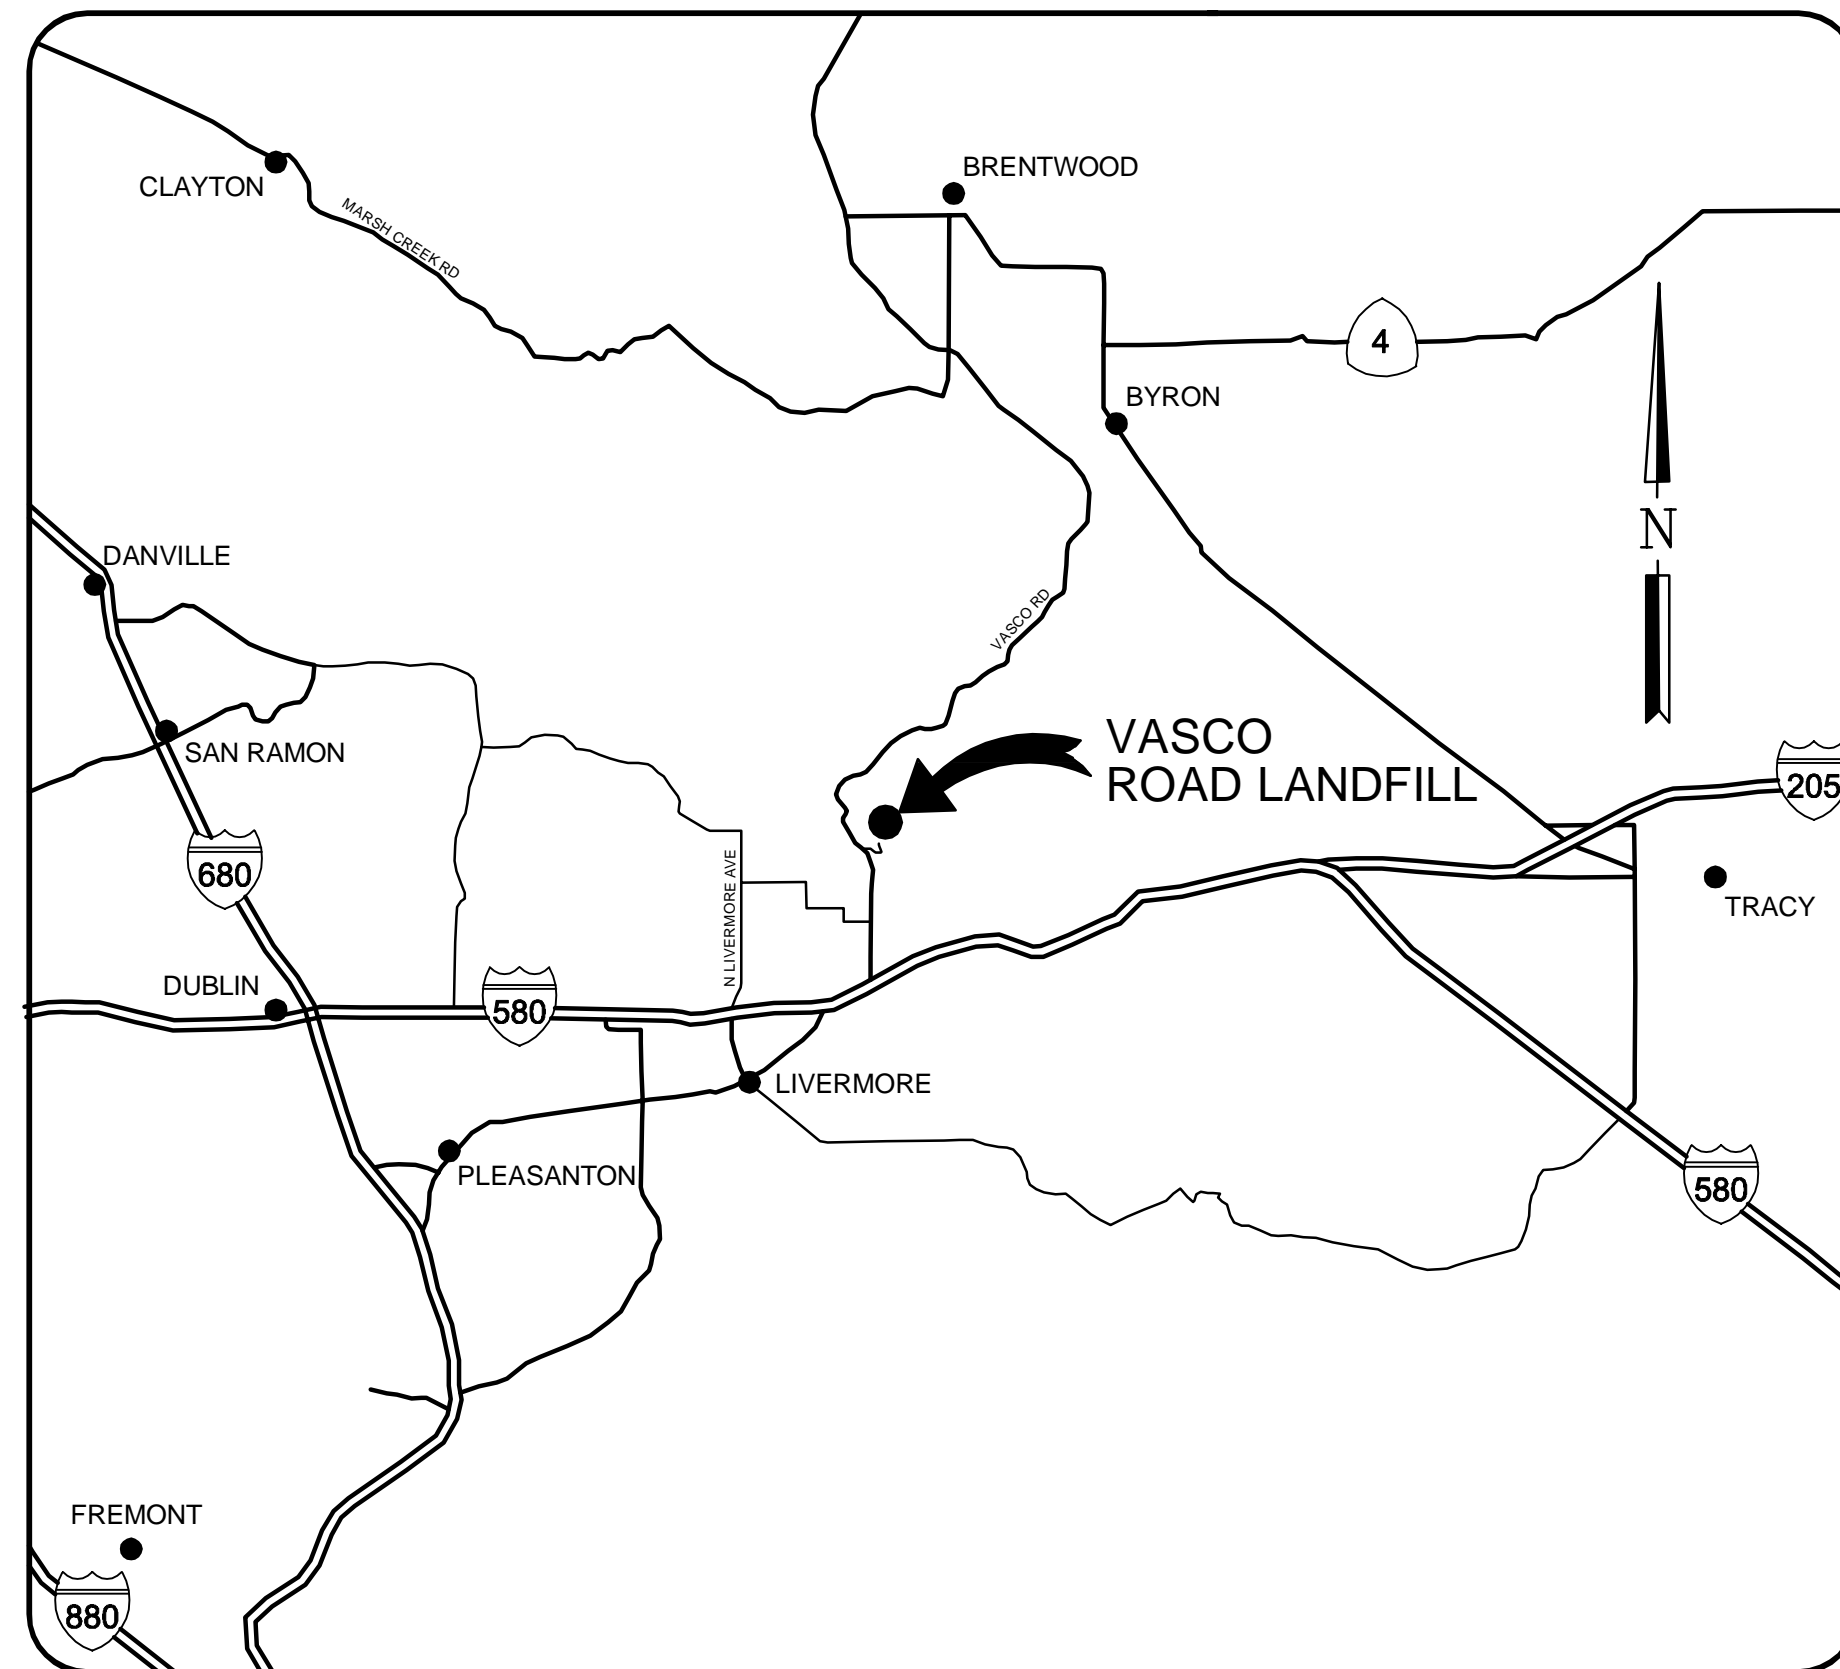 BRENTWOOD
CLAYTON
MARSH CREEK RD
4
BYRON
N
DANVILLE
VASCO RD
VASCO
ROAD LANDFILL
SAN RAMON
205
680
N LIVERMORE AVE
TRACY
DUBLIN
580
LIVERMORE
PLEASANTON
580
FREMONT
880